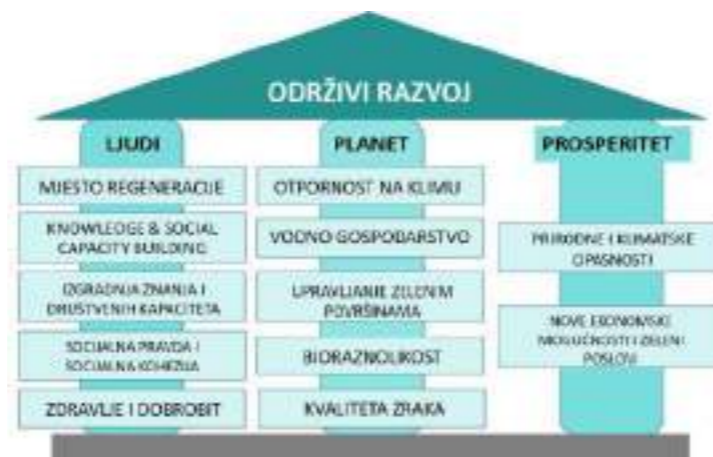 ODRŽIVI RAZVOJ
LJUDI
MJESTO REGENERACIJE
KNOWLEDGE & SOCIAL
CAPACITY BUILDING
IZGRADNJA ZNANJA I
DRUŠTVENIH KAPACITETA
SOCIJALNA PRAVDA I
SOCIJALNA KOHEZIJA
ZDRAVLJE I DOBROBIT
PLANET
OTPORNOST NA KLIMU
VODNO GOSPODARSTVO
UPRAVLJANJE ZELENIM
POVRŠINAMA
BIORAZNOLIKOST
KVALITETA ZRAKA
PROSPERITET
PRIRODNE I KLIMATSKE
OPASNOSTI
NOVE EKONOMSKE
MOGUĆNOSTI I ZELENI
POSLOVI